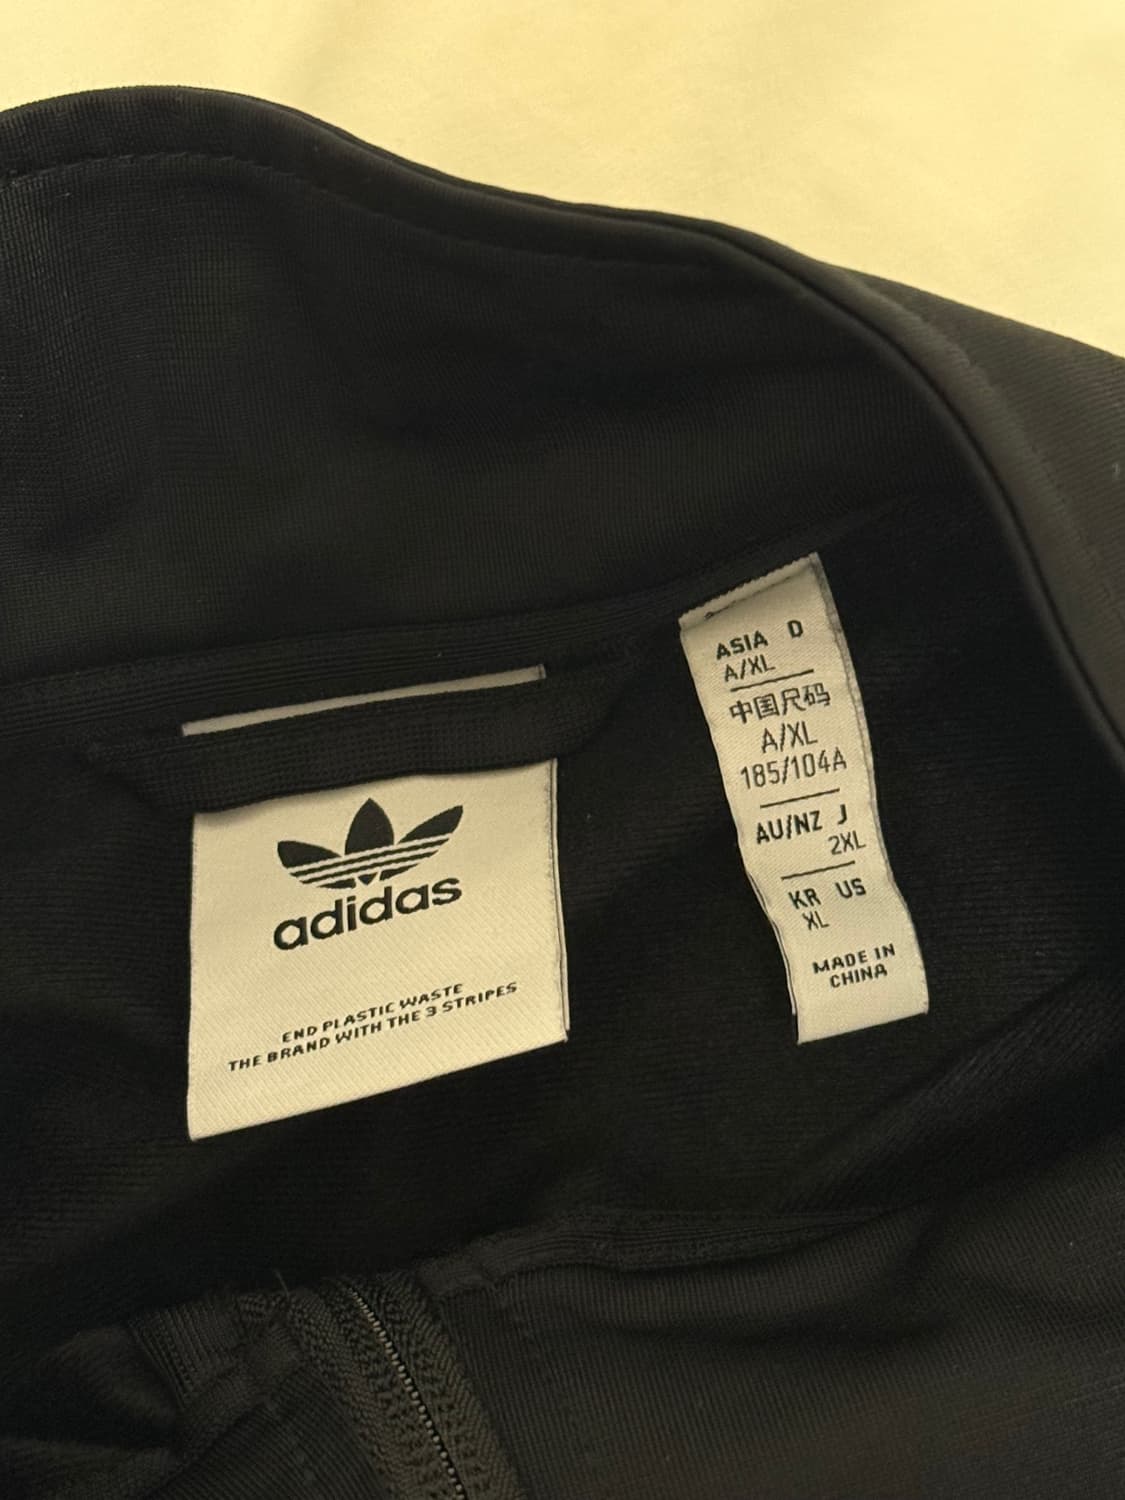 adidas
END PLASTIC WASTE
THE BRAND WITH THE 3 STRIPES
ASIA D
A/XL
中国尺码
A/XL
185/104A
AU/NZ J
2XL
KR US
XL
MADE IN
CHINA